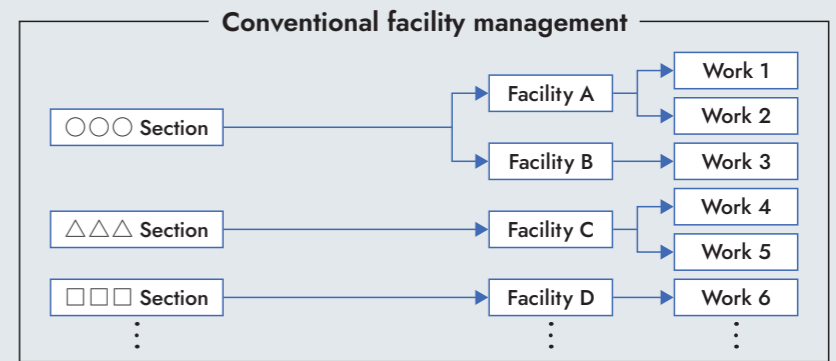 Conventional facility management
○○○ Section
Facility A
Work 1
Work 2
Facility B
Work 3
△△△ Section
Facility C
Work 4
Work 5
□□□ Section
Facility D
Work 6